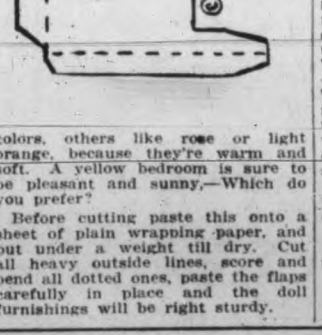 colors, others like rose or light
orange, because they're warm and
soft. A yellow bedroom is sure to
be pleasant and sunny,—Which do
you prefer?
Before cutting paste this onto a
sheet of plain wrapping paper, and
put under a weight till dry. Cut
all heavy outside lines, score and
bend all dotted ones, paste the flaps
carefully in place and the doll
furnishings will be right sturdy.